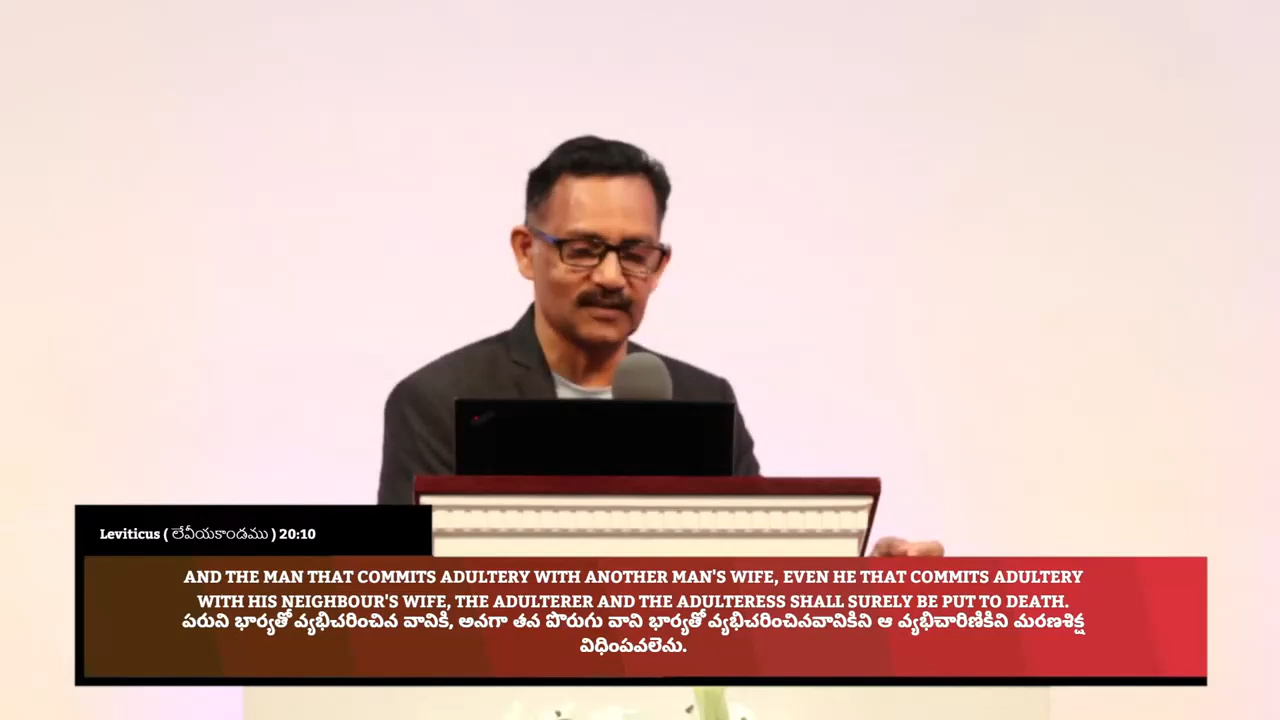 Leviticus ( లేవీయకాండము ) 20:10
AND THE MAN THAT COMMITS ADULTERY WITH ANOTHER MAN'S WIFE, EVEN HE THAT COMMITS ADULTERY
WITH HIS NEIGHBOUR'S WIFE, THE ADULTERER AND THE ADULTERESS SHALL SURELY BE PUT TO DEATH.
పరుని భార్యతో వ్యభిచరించిన వానికి, అనగా తన పొరుగు వాని భార్యతో వ్యభిచరించినవానికిని ఆ వ్యభిచారిణికిని మరణశిక్ష
విధింపవలెను.